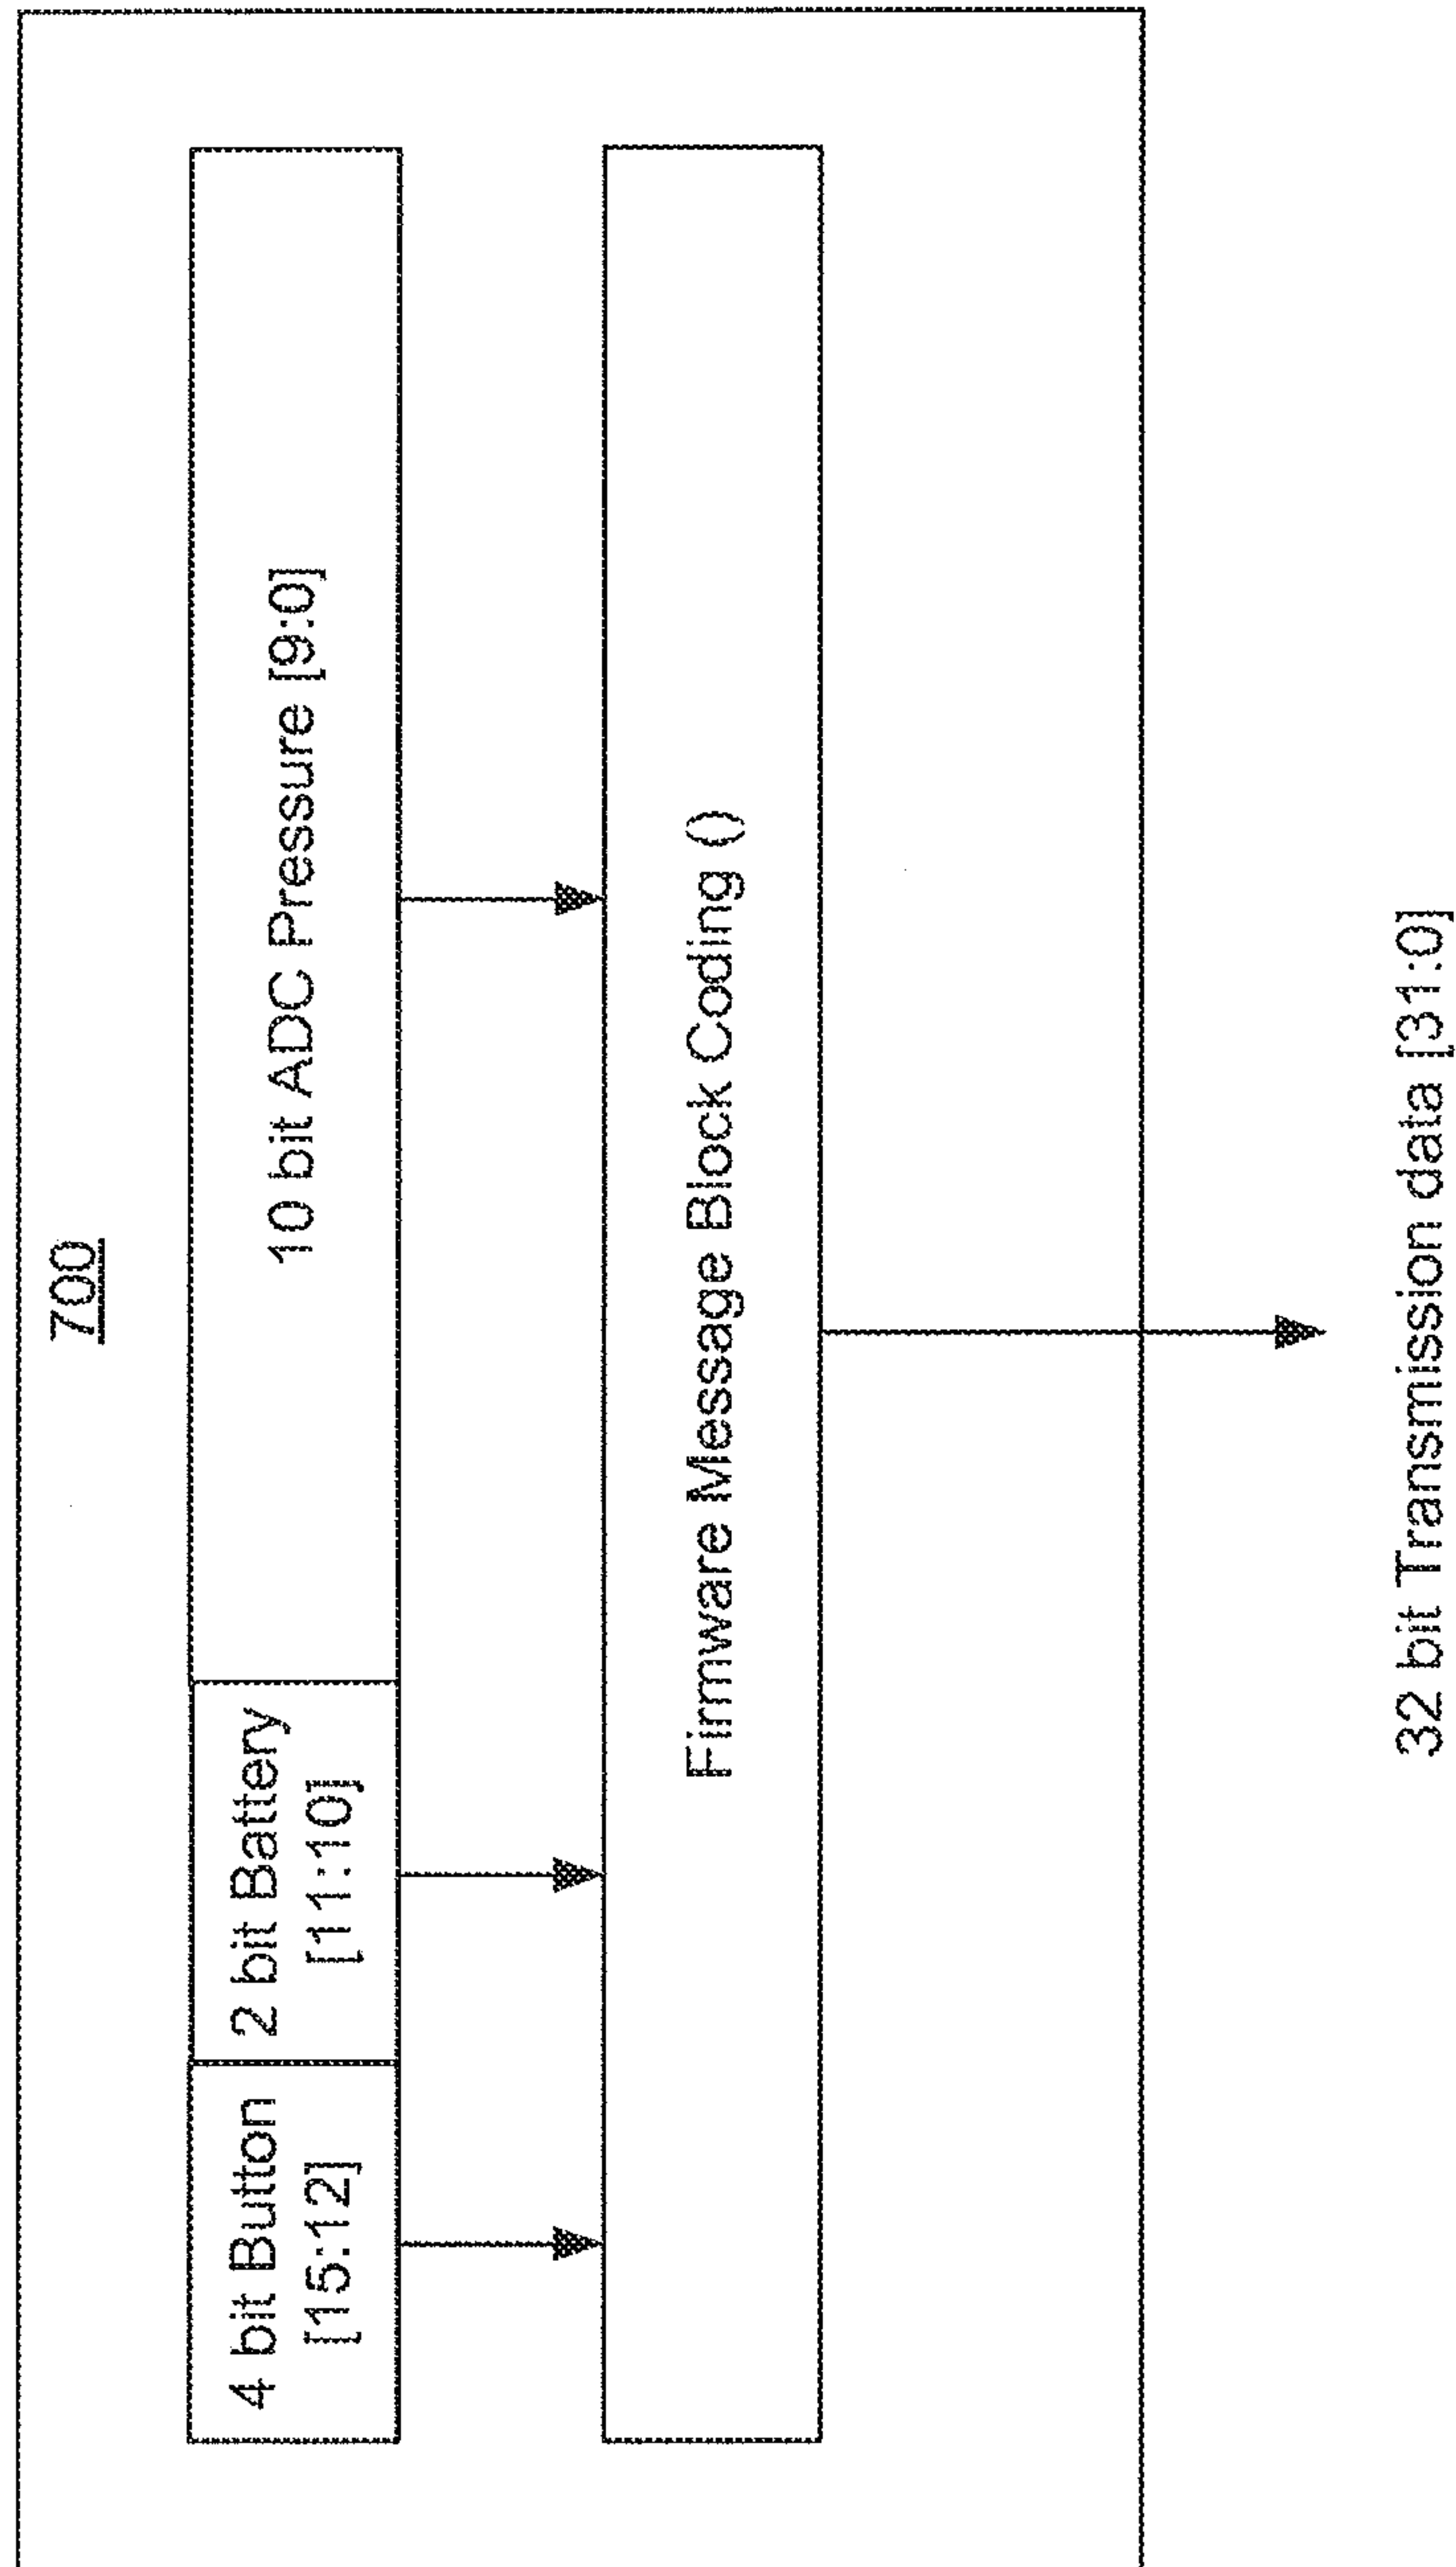 700
4 bit Button
[15:12]
2 bit Battery
[11:10]
10 bit ADC Pressure [9:0]
Firmware Message Block Coding ()
32 bit Transmission data [31:0]